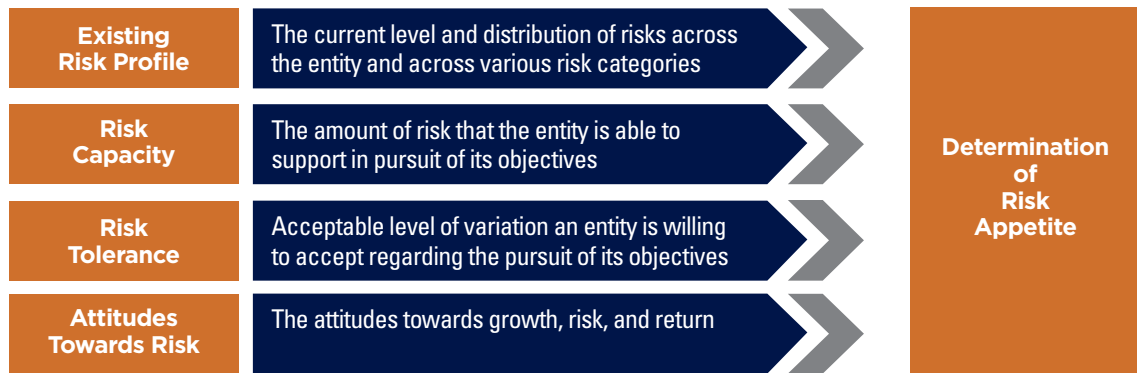 Existing
Risk Profile
The current level and distribution of risks across
the entity and across various risk categories
Risk
Capacity
The amount of risk that the entity is able to
support in pursuit of its objectives
Risk
Tolerance
Acceptable level of variation an entity is willing
to accept regarding the pursuit of its objectives
Attitudes
Towards Risk
The attitudes towards growth, risk, and return
Determination
of
Risk
Appetite